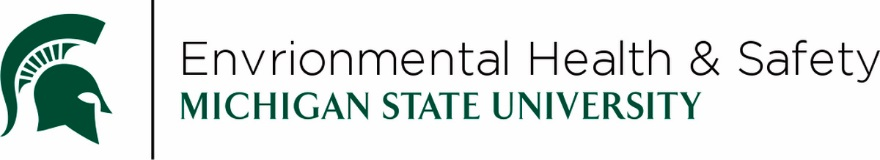 Envrionmental Health & Safety
MICHIGAN STATE UNIVERSITY